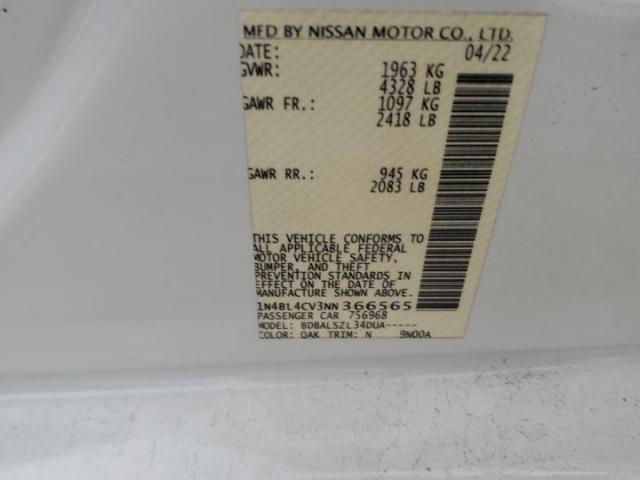 MFD BY NISSAN MOTOR CO., LTD.
DATE: 04/22
GVWR: 1963 KG
4328 LB
GAWR FR.: 1097 KG
2418 LB
GAWR RR.: 945 KG
2083 LB
THIS VEHICLE CONFORMS TO
ALL APPLICABLE FEDERAL
MOTOR VEHICLE SAFETY,
BUMPER, AND THEFT
PREVENTION STANDARDS IN
EFFECT ON THE DATE OF
MANUFACTURE SHOWN ABOVE.
1N4BL4CV3NN366565
PASSENGER CAR 756968
MODEL: BDBALSZL34DUA-----
COLOR: QAK TRIM: N 9N00A